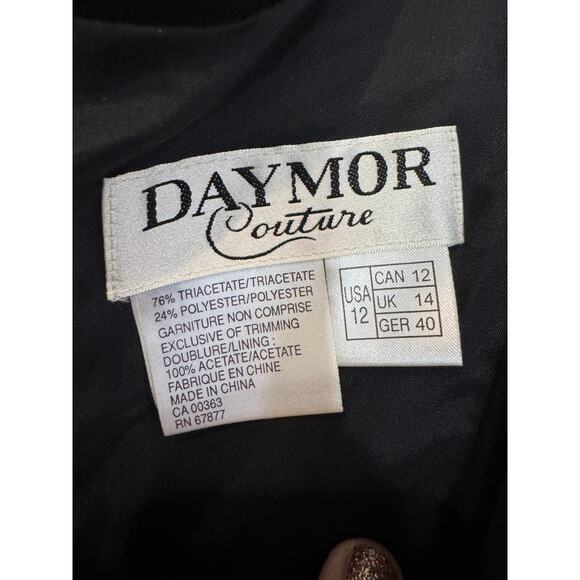 DAYMOR
Couture
76% TRIACETATE/TRIACETATE
24% POLYESTER/POLYESTER
GARNITURE NON COMPRISE
EXCLUSIVE OF TRIMMING
DOUBLURE/LINING :
100% ACETATE/ACETATE
FABRIQUE EN CHINE
MADE IN CHINA
CA 00363
RN 67877
USA
12
CAN 12
UK 14
GER 40